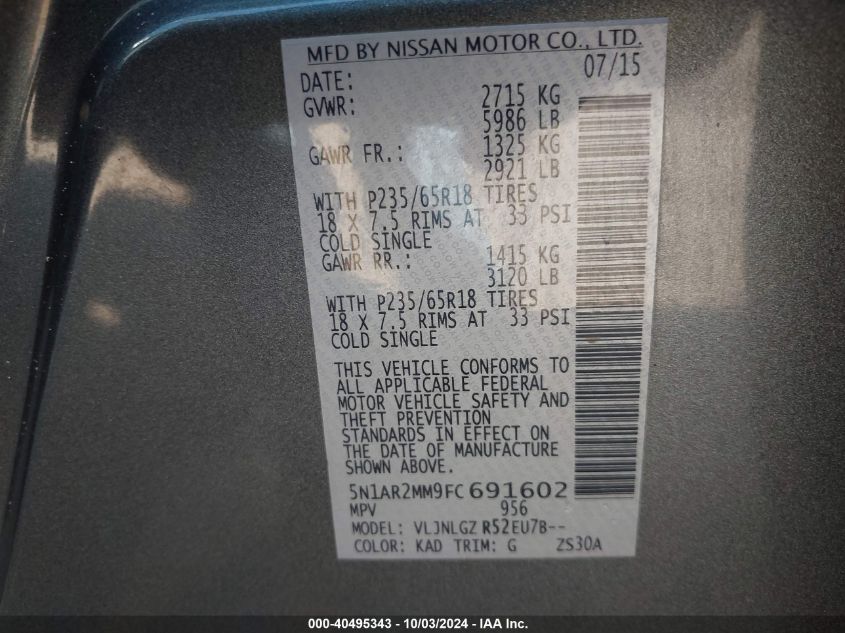 MFD BY NISSAN MOTOR CO., LTD.
DATE: 07/15
GVWR: 2715 KG
5986 LB
GAWR FR.: 1325 KG
2921 LB
WITH P235/65R18 TIRES
18 X 7.5 RIMS AT 33 PSI
COLD SINGLE
GAWR RR.: 1415 KG
3120 LB
WITH P235/65R18 TIRES
18 X 7.5 RIMS AT 33 PSI
COLD SINGLE
THIS VEHICLE CONFORMS TO
ALL APPLICABLE FEDERAL
MOTOR VEHICLE SAFETY AND
THEFT PREVENTION
STANDARDS IN EFFECT ON
THE DATE OF MANUFACTURE
SHOWN ABOVE.
5N1AR2MM9FC691602
MPV 956
MODEL: VLJNLGZ R52EU7B--
COLOR: KAD TRIM: G ZS30A
000-40495343 - 10/03/2024 - IAA Inc.